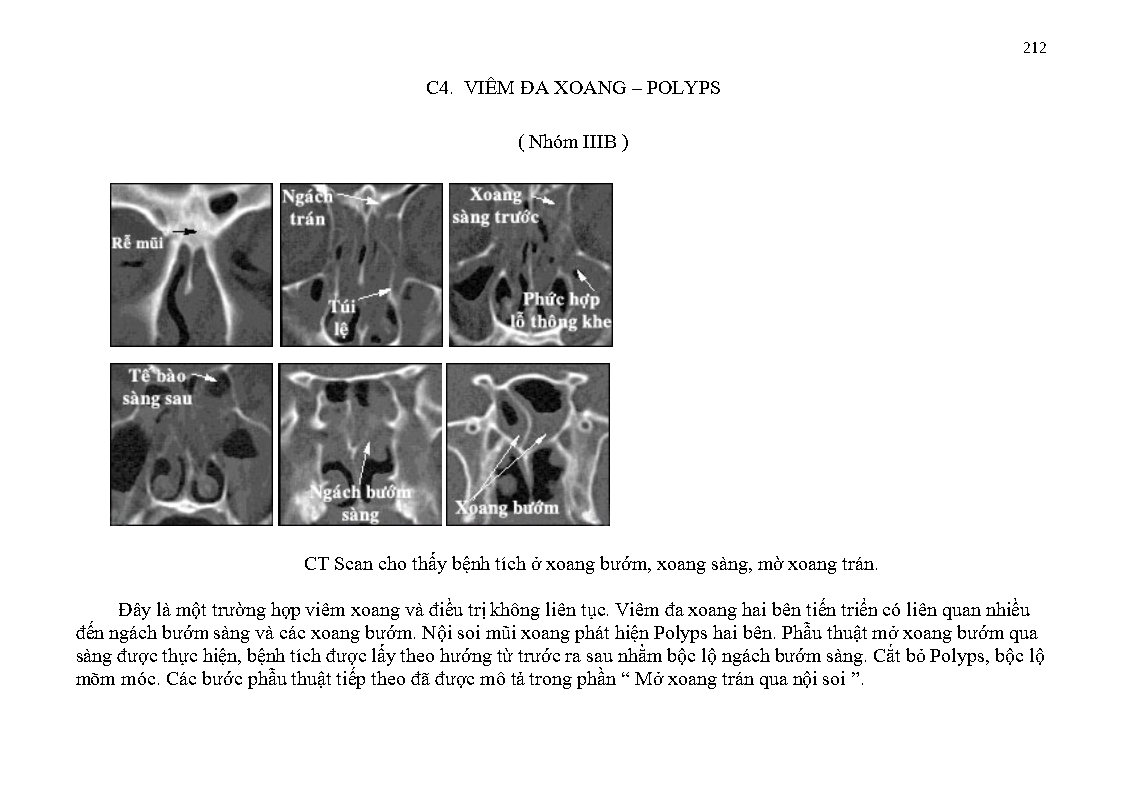 212
C4. VIÊM ĐA XOANG – POLYPS
( Nhóm IIIB )
Rễ mũi
Ngách
trán
Túi
lệ
Xoang
sàng trước
Phức hợp
lỗ thông khe
Tế bào
sàng sau
Ngách bướm
sàng
Xoang bướm
CT Scan cho thấy bệnh tích ở xoang bướm, xoang sàng, mờ xoang trán.
Đây là một trường hợp viêm xoang và điều trị không liên tục. Viêm đa xoang hai bên tiến triển có liên quan nhiều
đến ngách bướm sàng và các xoang bướm. Nội soi mũi xoang phát hiện Polyps hai bên. Phẫu thuật mở xoang bướm qua
sàng được thực hiện, bệnh tích được lấy theo hướng từ trước ra sau nhằm bộc lộ ngách bướm sàng. Cắt bỏ Polyps, bộc lộ
mõm móc. Các bước phẫu thuật tiếp theo đã được mô tả trong phần “ Mở xoang trán qua nội soi ”.